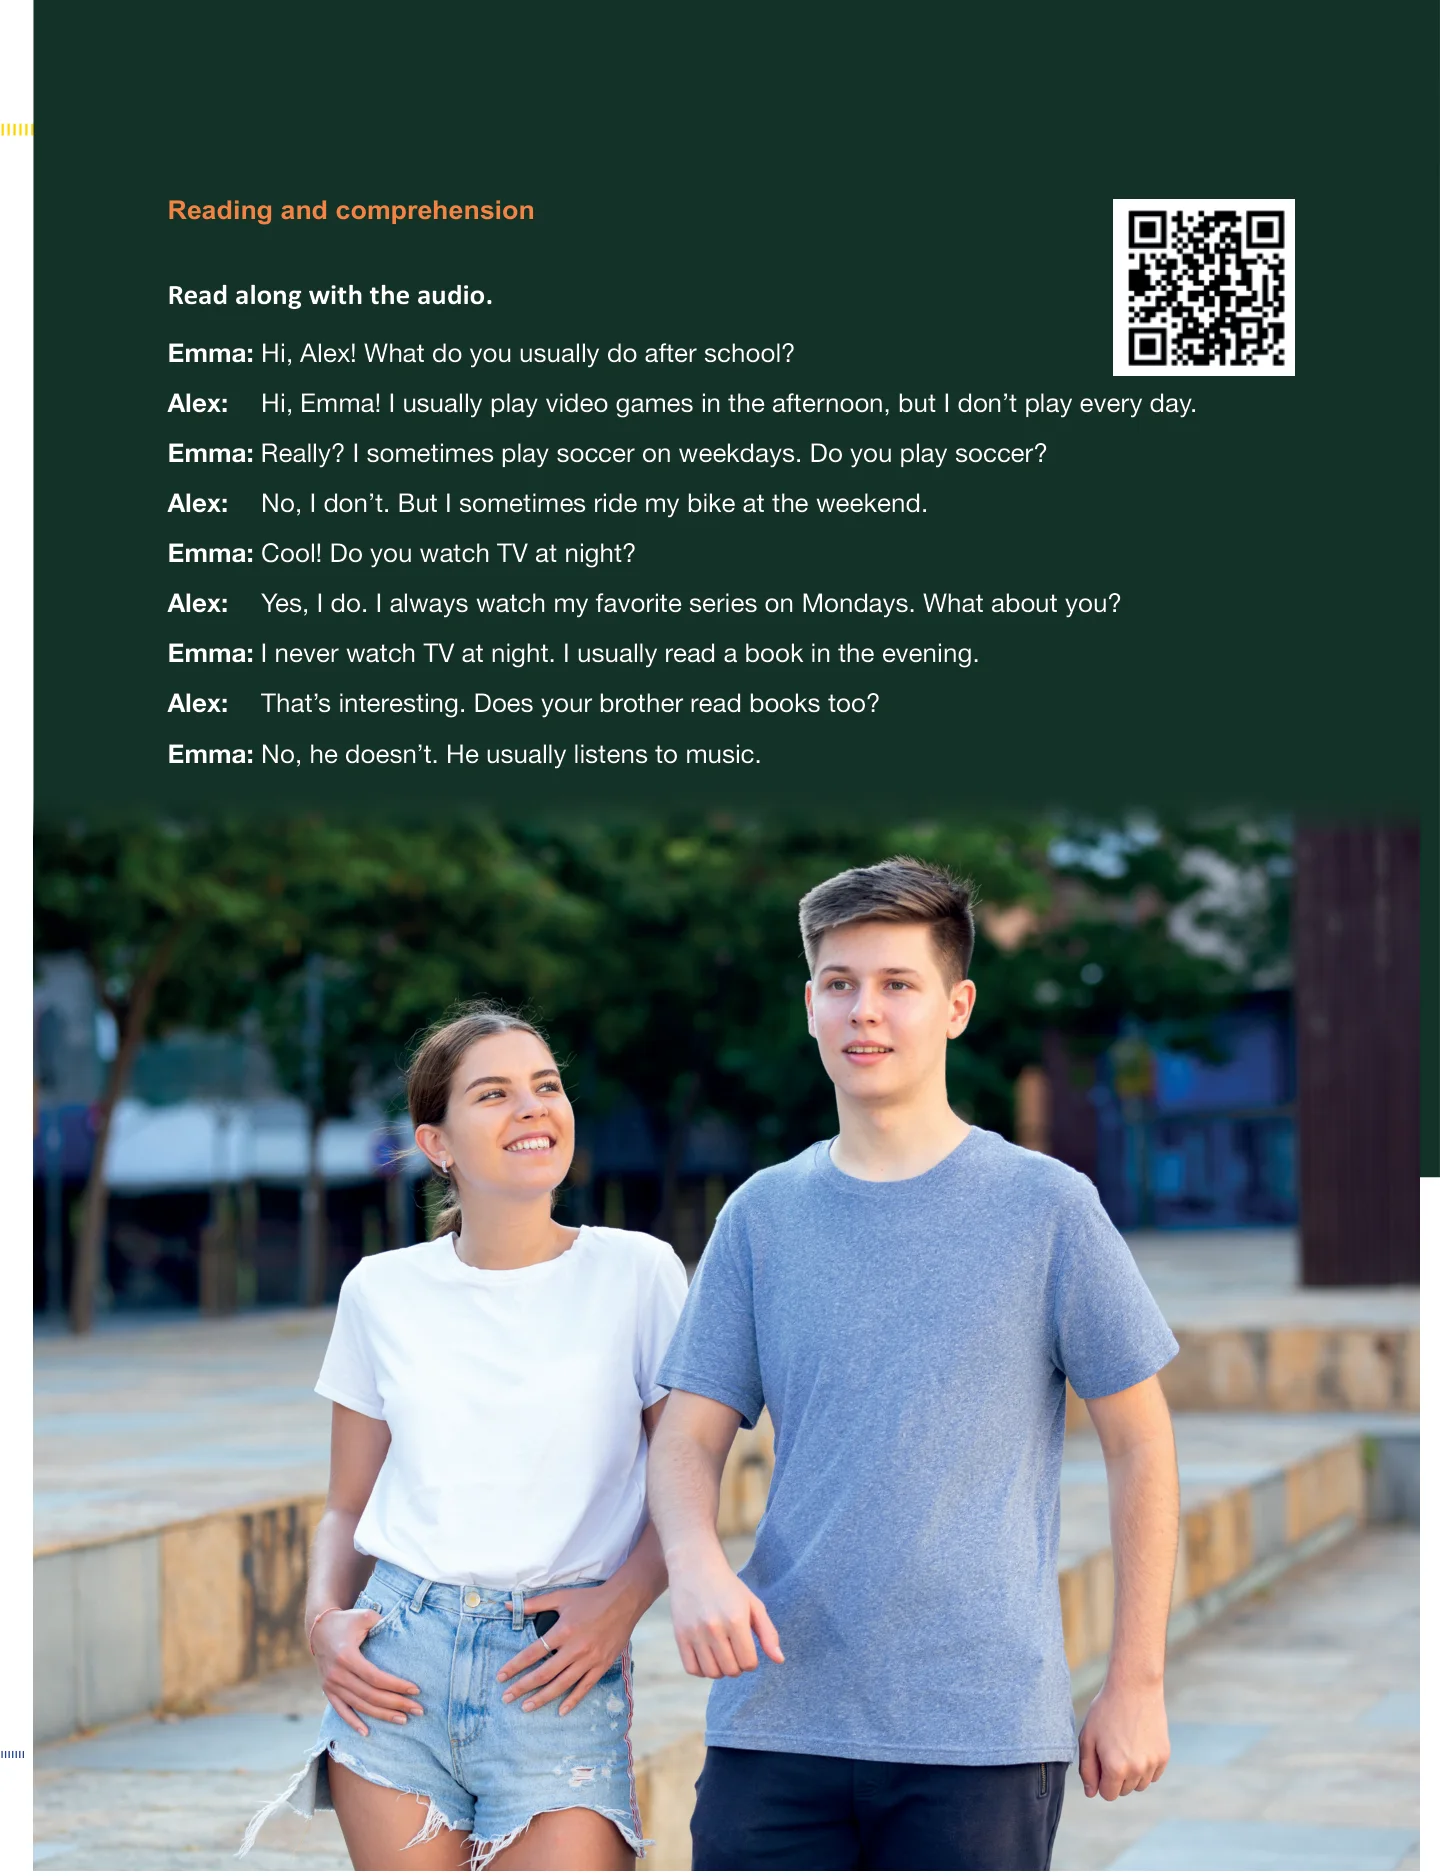 Reading and comprehension
Read along with the audio.
Emma: Hi, Alex! What do you usually do after school?
Alex: Hi, Emma! I usually play video games in the afternoon, but I don’t play every day.
Emma: Really? I sometimes play soccer on weekdays. Do you play soccer?
Alex: No, I don’t. But I sometimes ride my bike at the weekend.
Emma: Cool! Do you watch TV at night?
Alex: Yes, I do. I always watch my favorite series on Mondays. What about you?
Emma: I never watch TV at night. I usually read a book in the evening.
Alex: That’s interesting. Does your brother read books too?
Emma: No, he doesn’t. He usually listens to music.